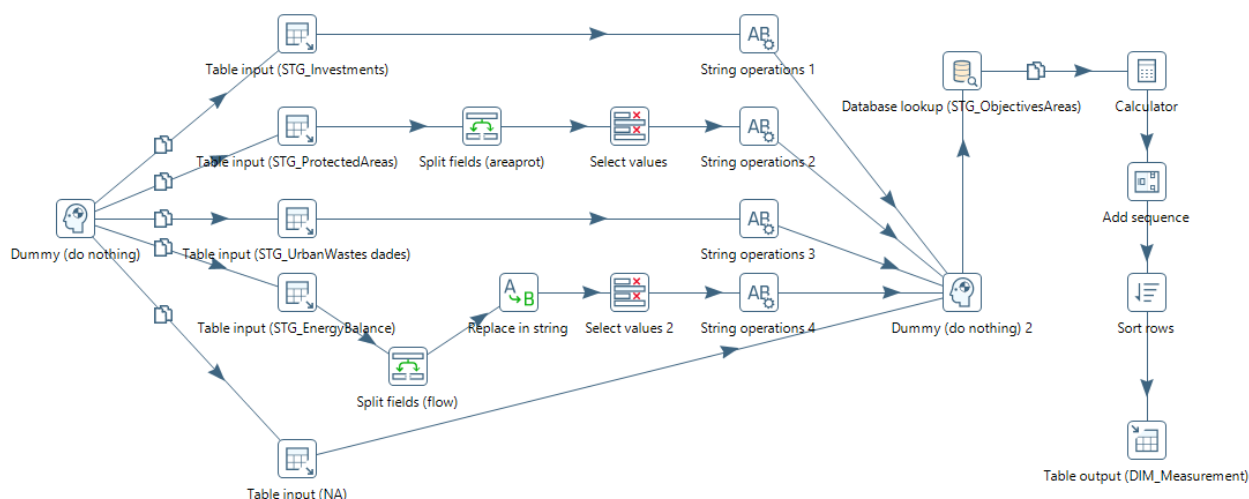 Table input (STG_Investments)
String operations 1
Database lookup (STG_ObjectivesAreas)
Calculator
Table input (STG_ProtectedAreas)
Split fields (areaprot)
Select values
String operations 2
Add sequence
Dummy (do nothing)
Table input (STG_UrbanWastes dades)
String operations 3
Table input (STG_EnergyBalance)
Replace in string
Select values 2
String operations 4
Dummy (do nothing) 2
Sort rows
Split fields (flow)
Table input (NA)
Table output (DIM_Measurement)